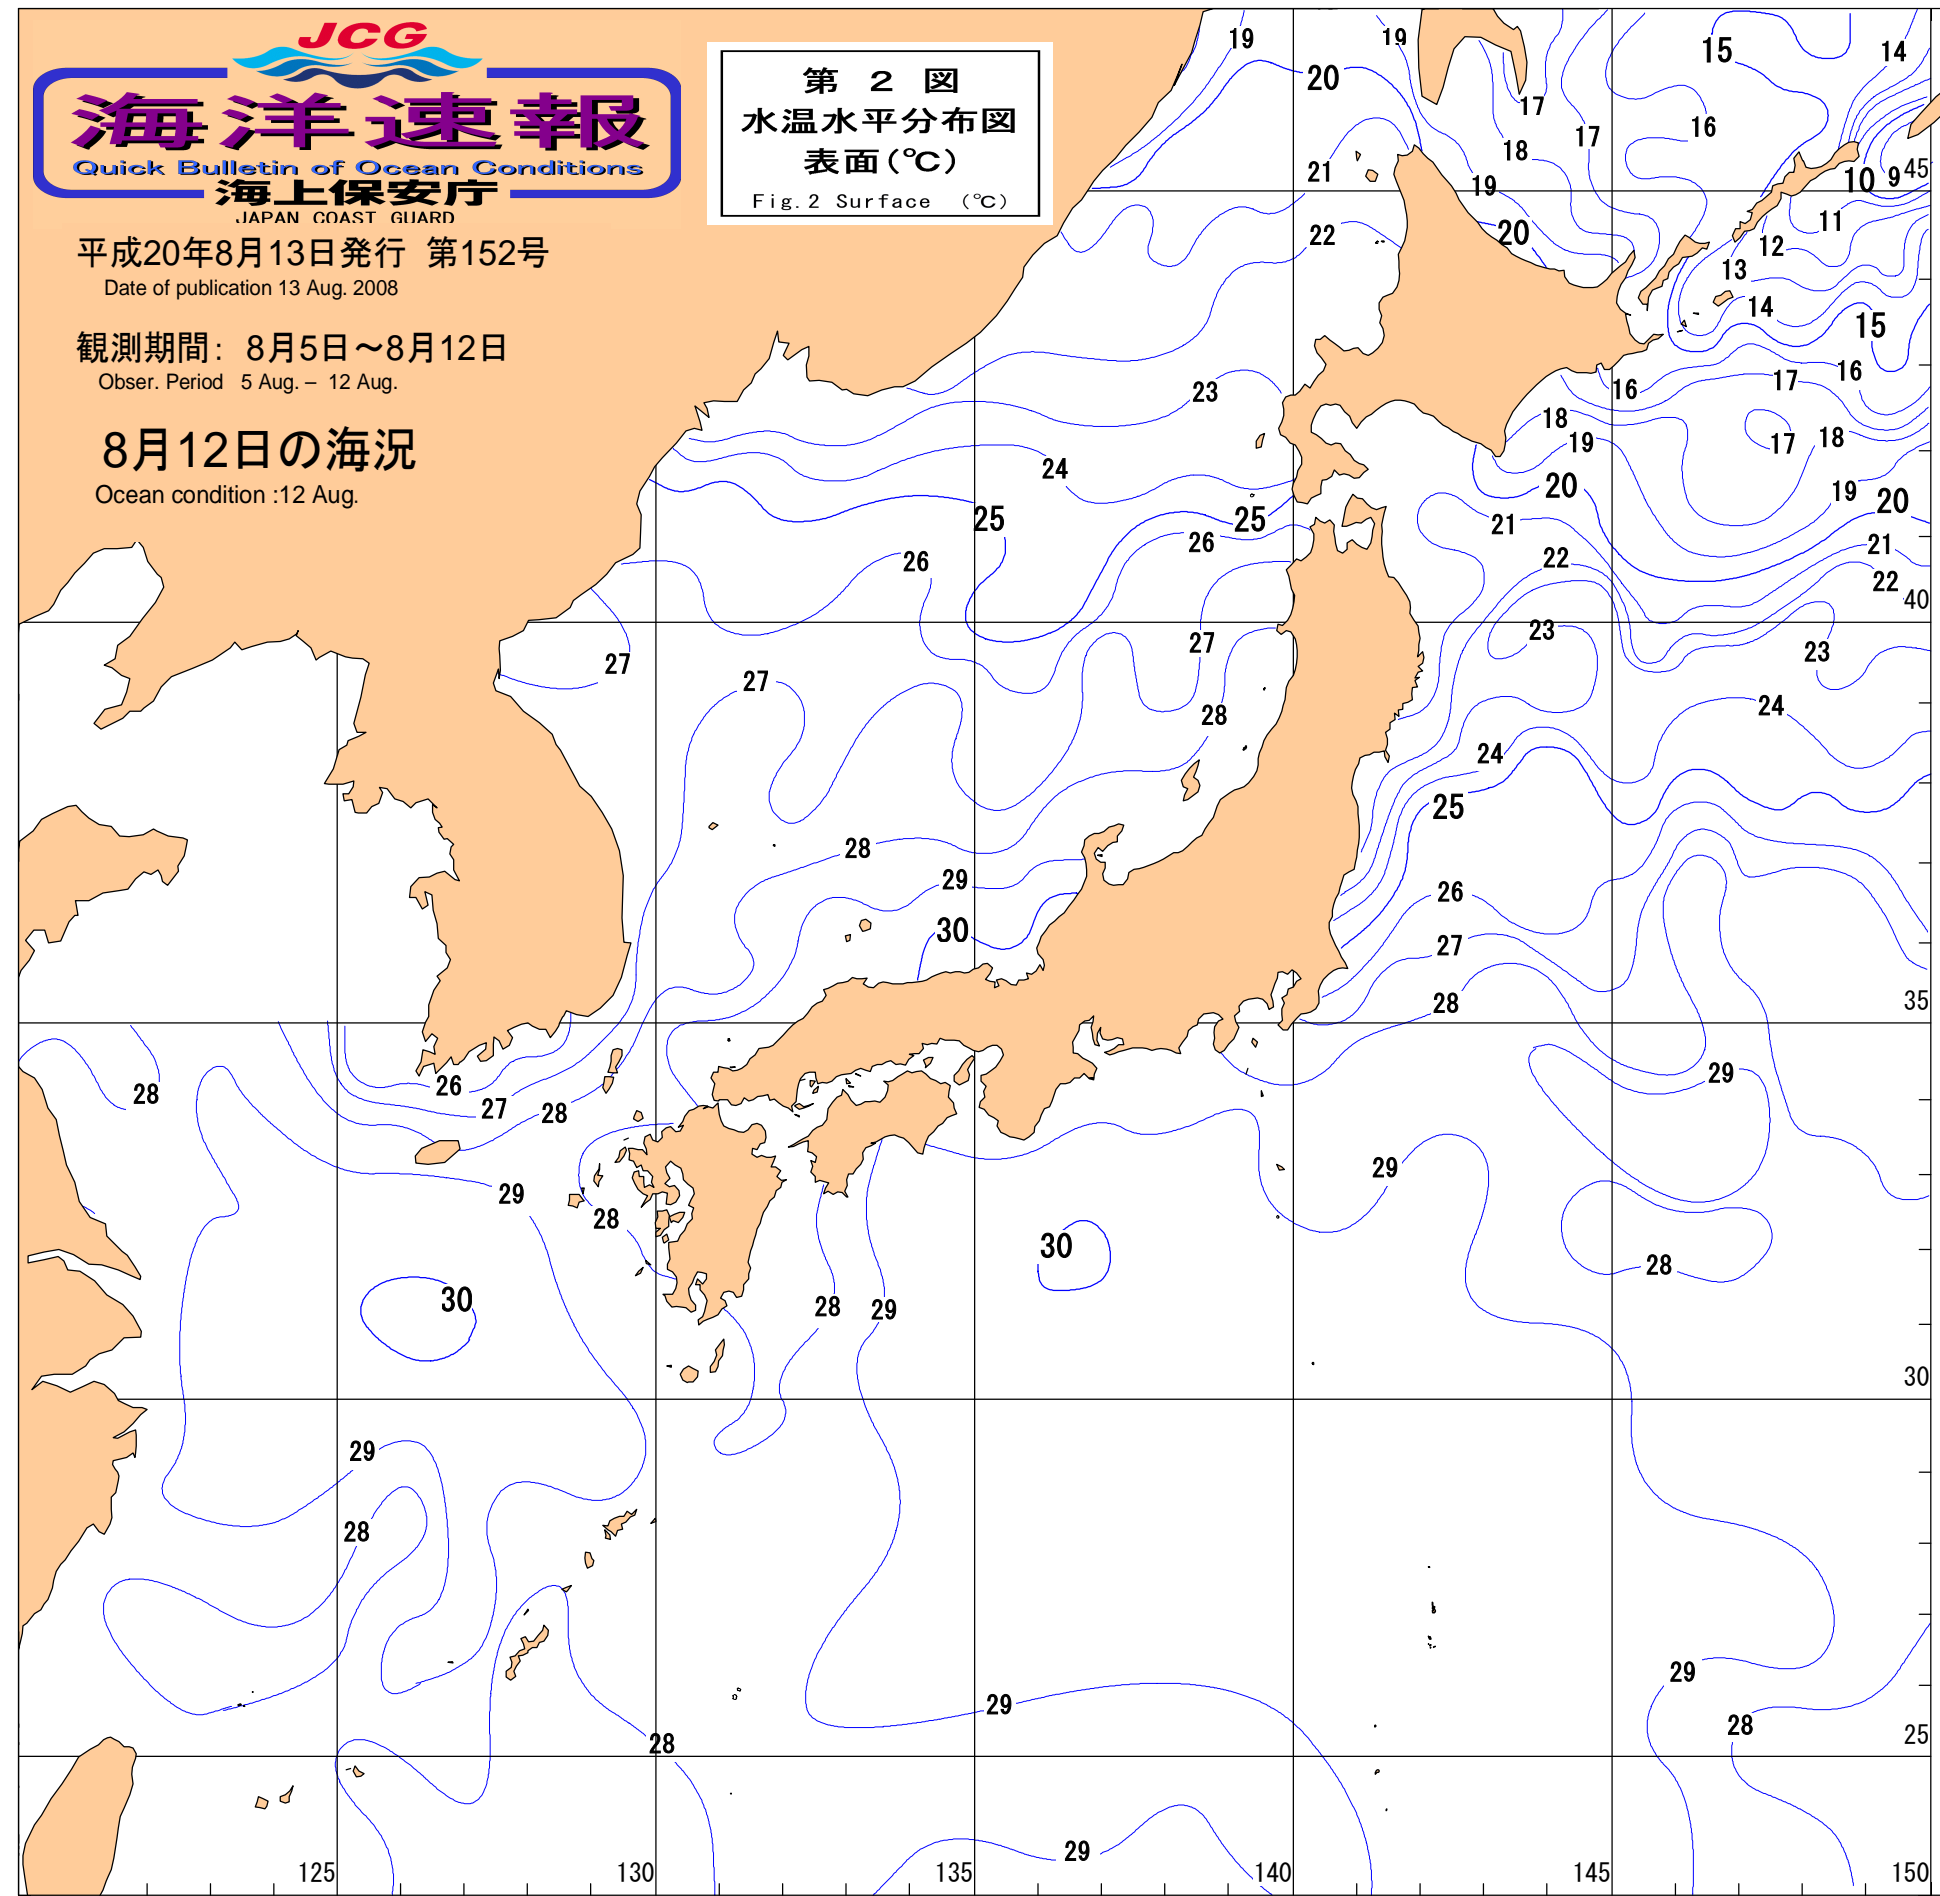 JCG
海洋速報
Quick Bulletin of Ocean Conditions
海上保安庁
JAPAN COAST GUARD
平成20年8月13日発行 第152号
Date of publication 13 Aug. 2008
観測期間: 8月5日～8月12日
Obser. Period 5 Aug. – 12 Aug.
8月12日の海況
Ocean condition :12 Aug.
第 2 図
水温水平分布図
表面(℃)
Fig.2 Surface (℃)
19 19 15 14
20 17
16 17
18
21 19 10 9 45
22 20 11
12
13
14
15
23 16 17 16
18 17 18
24 19
20 19 20
25 25 21
26 26 22 21
22
40
27 27 23 23
27
28 24
24
25
28
29 26
30 27
28 35
28 26 29
27 28
29 29
28
30 28
30 28 29
30
29
28
29
29 28
28 25
29
125 130 135 140 145 150